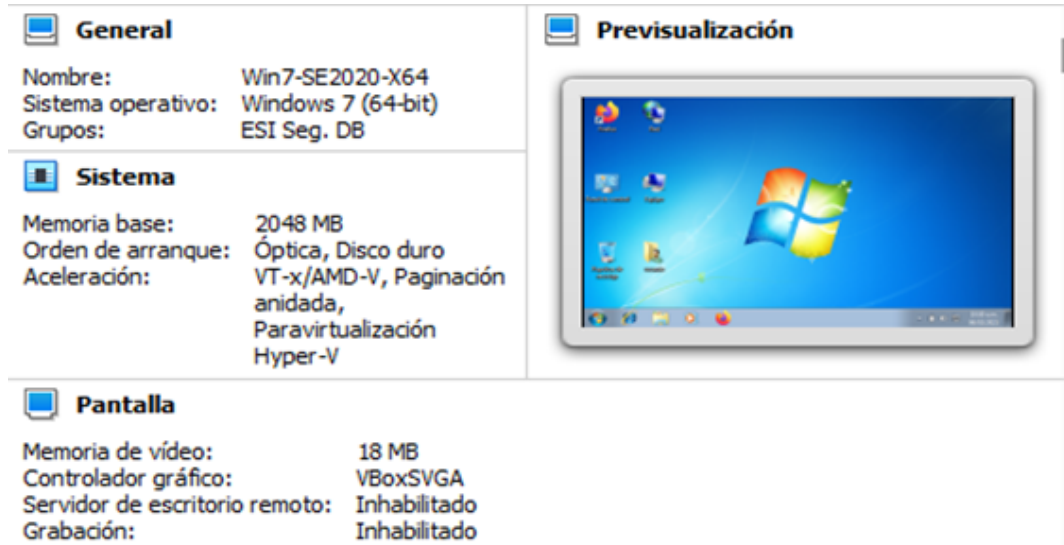 General
Nombre: Win7-SE2020-X64
Sistema operativo: Windows 7 (64-bit)
Grupos: ESI Seg. DB
Sistema
Memoria base: 2048 MB
Orden de arranque: Óptica, Disco duro
Aceleración: VT-x/AMD-V, Paginación
anidada,
Paravirtualización
Hyper-V
Previsualización
Pantalla
Memoria de vídeo: 18 MB
Controlador gráfico: VBoxSVGA
Servidor de escritorio remoto: Inhabilitado
Grabación: Inhabilitado